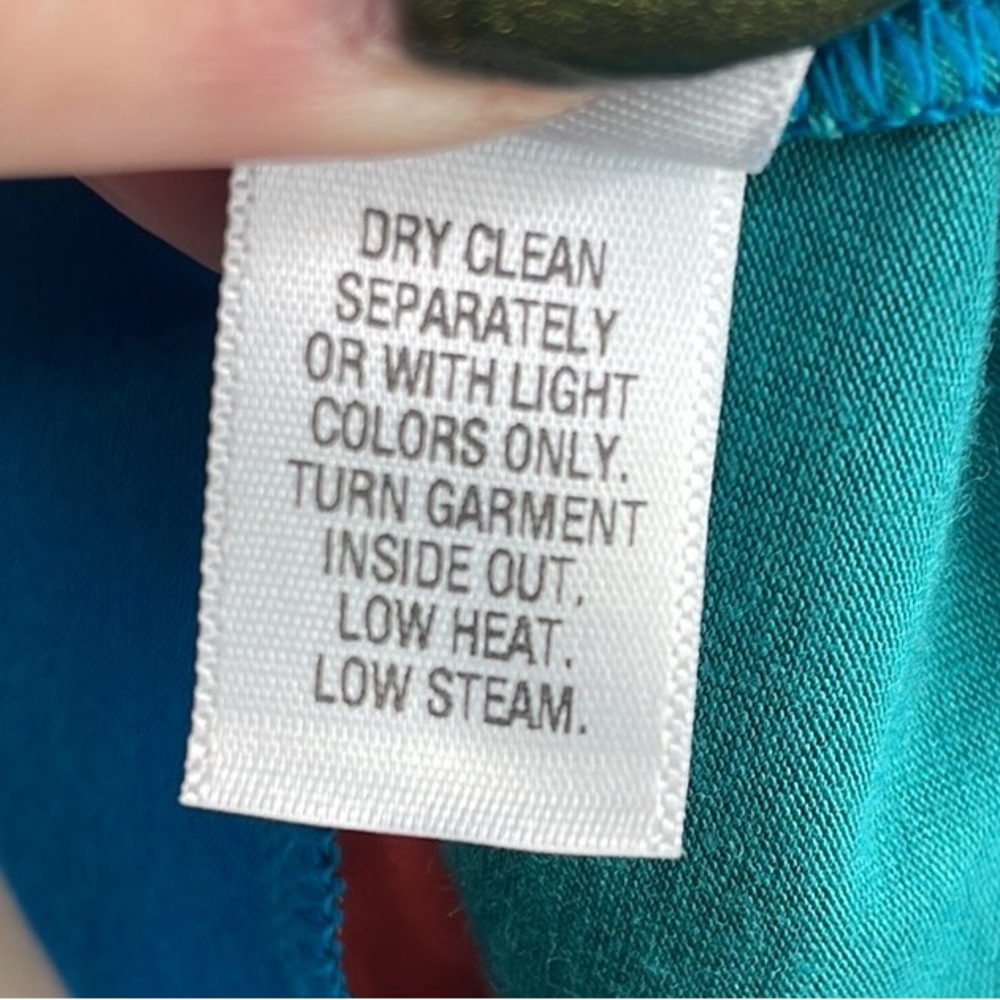 DRY CLEAN
SEPARATELY
OR WITH LIGHT
COLORS ONLY.
TURN GARMENT
INSIDE OUT,
LOW HEAT.
LOW STEAM.